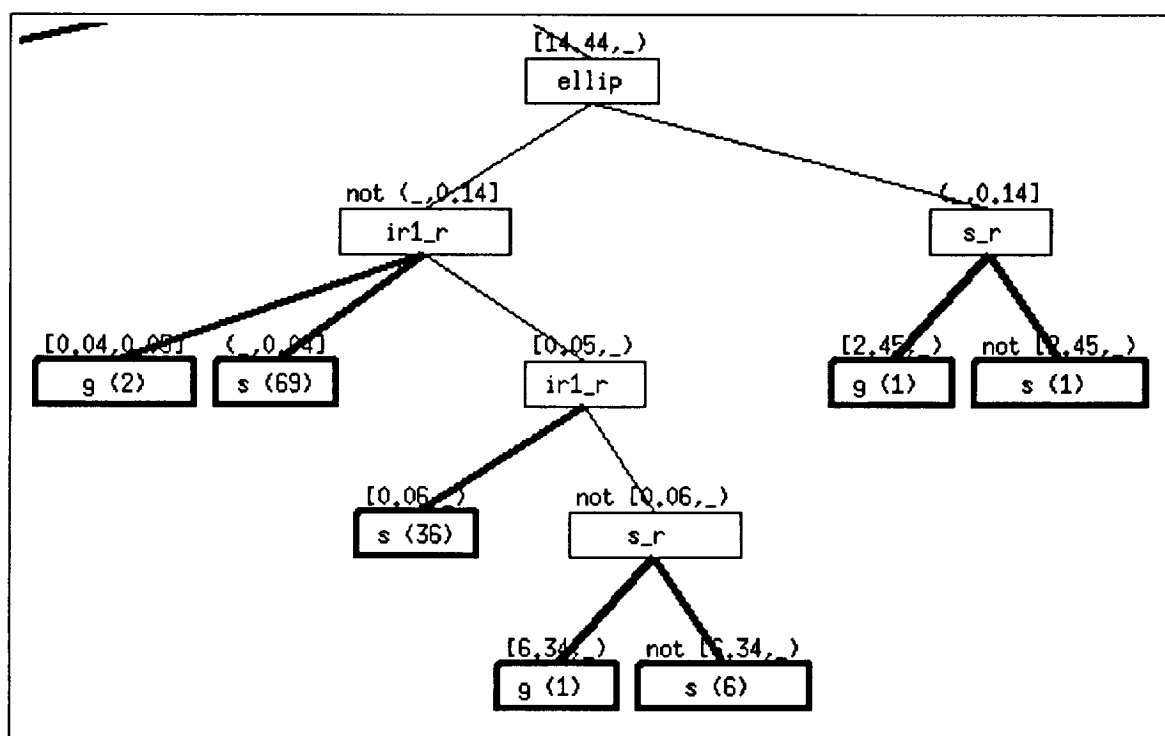 [14.44,_)
ellip
not (_,0.14] (_,0.14]
ir1_r s_r
[0.04,0.05] (_,0.04] [0.05,_) [2.45,_) not [2.45,_)
g (2) s (69) ir1_r g (1) s (1)
[0.06,_) not [0.06,_)
s (36) s_r
[6.34,_) not [6.34,_)
g (1) s (6)